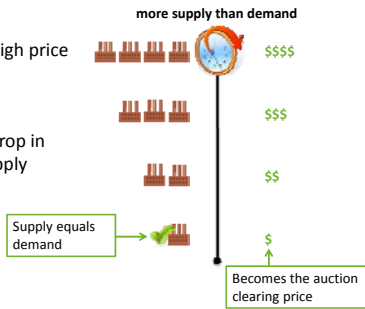 more supply than demand
igh price
$$$$
$$$
rop in
pply
$$
Supply equals
demand
$
Becomes the auction
clearing price